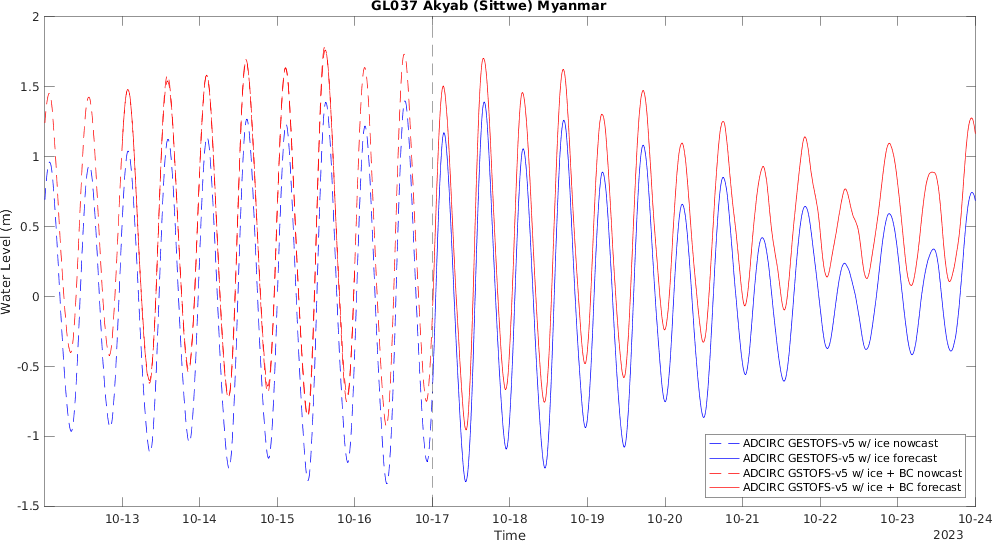 GL037 Akyab (Sittwe) Myanmar
2
1.5
1
0.5
0
-0.5
-1
-1.5
Water Level (m)
10-13 10-14 10-15 10-16 10-17 10-18 10-19 10-20 10-21 10-22 10-23 10-24
Time
2023
ADCIRC GESTOFS-v5 w/ ice nowcast
ADCIRC GESTOFS-v5 w/ ice forecast
ADCIRC GSTOFS-v5 w/ ice + BC nowcast
ADCIRC GSTOFS-v5 w/ ice + BC forecast